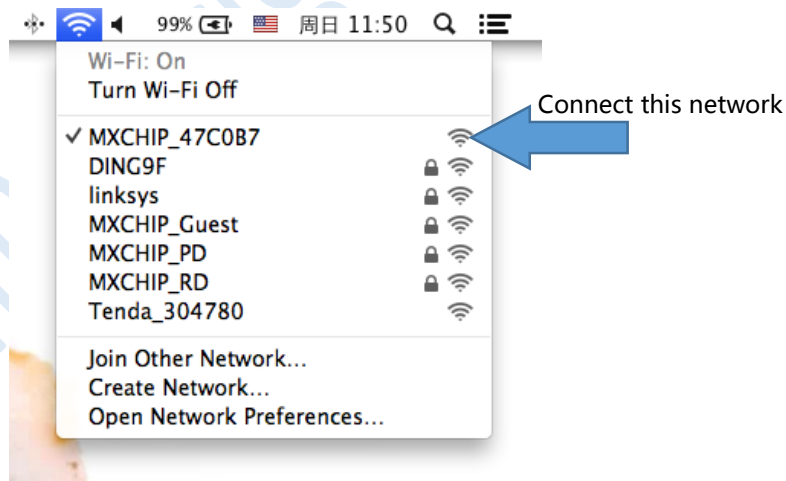 99% 周日 11:50
Wi-Fi: On
Turn Wi-Fi Off
Connect this network
MXCHIP_47C0B7
DING9F
linksys
MXCHIP_Guest
MXCHIP_PD
MXCHIP_RD
Tenda_304780
Join Other Network...
Create Network...
Open Network Preferences...